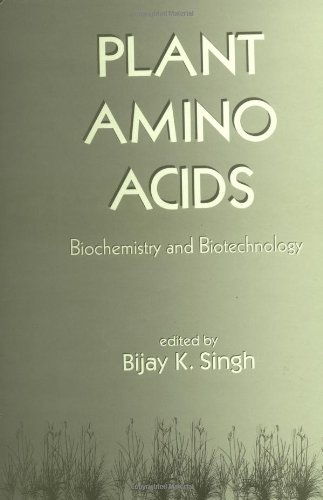 PLANT
AMINO
ACIDS
Biochemistry and Biotechnology
edited by
Bijay K. Singh